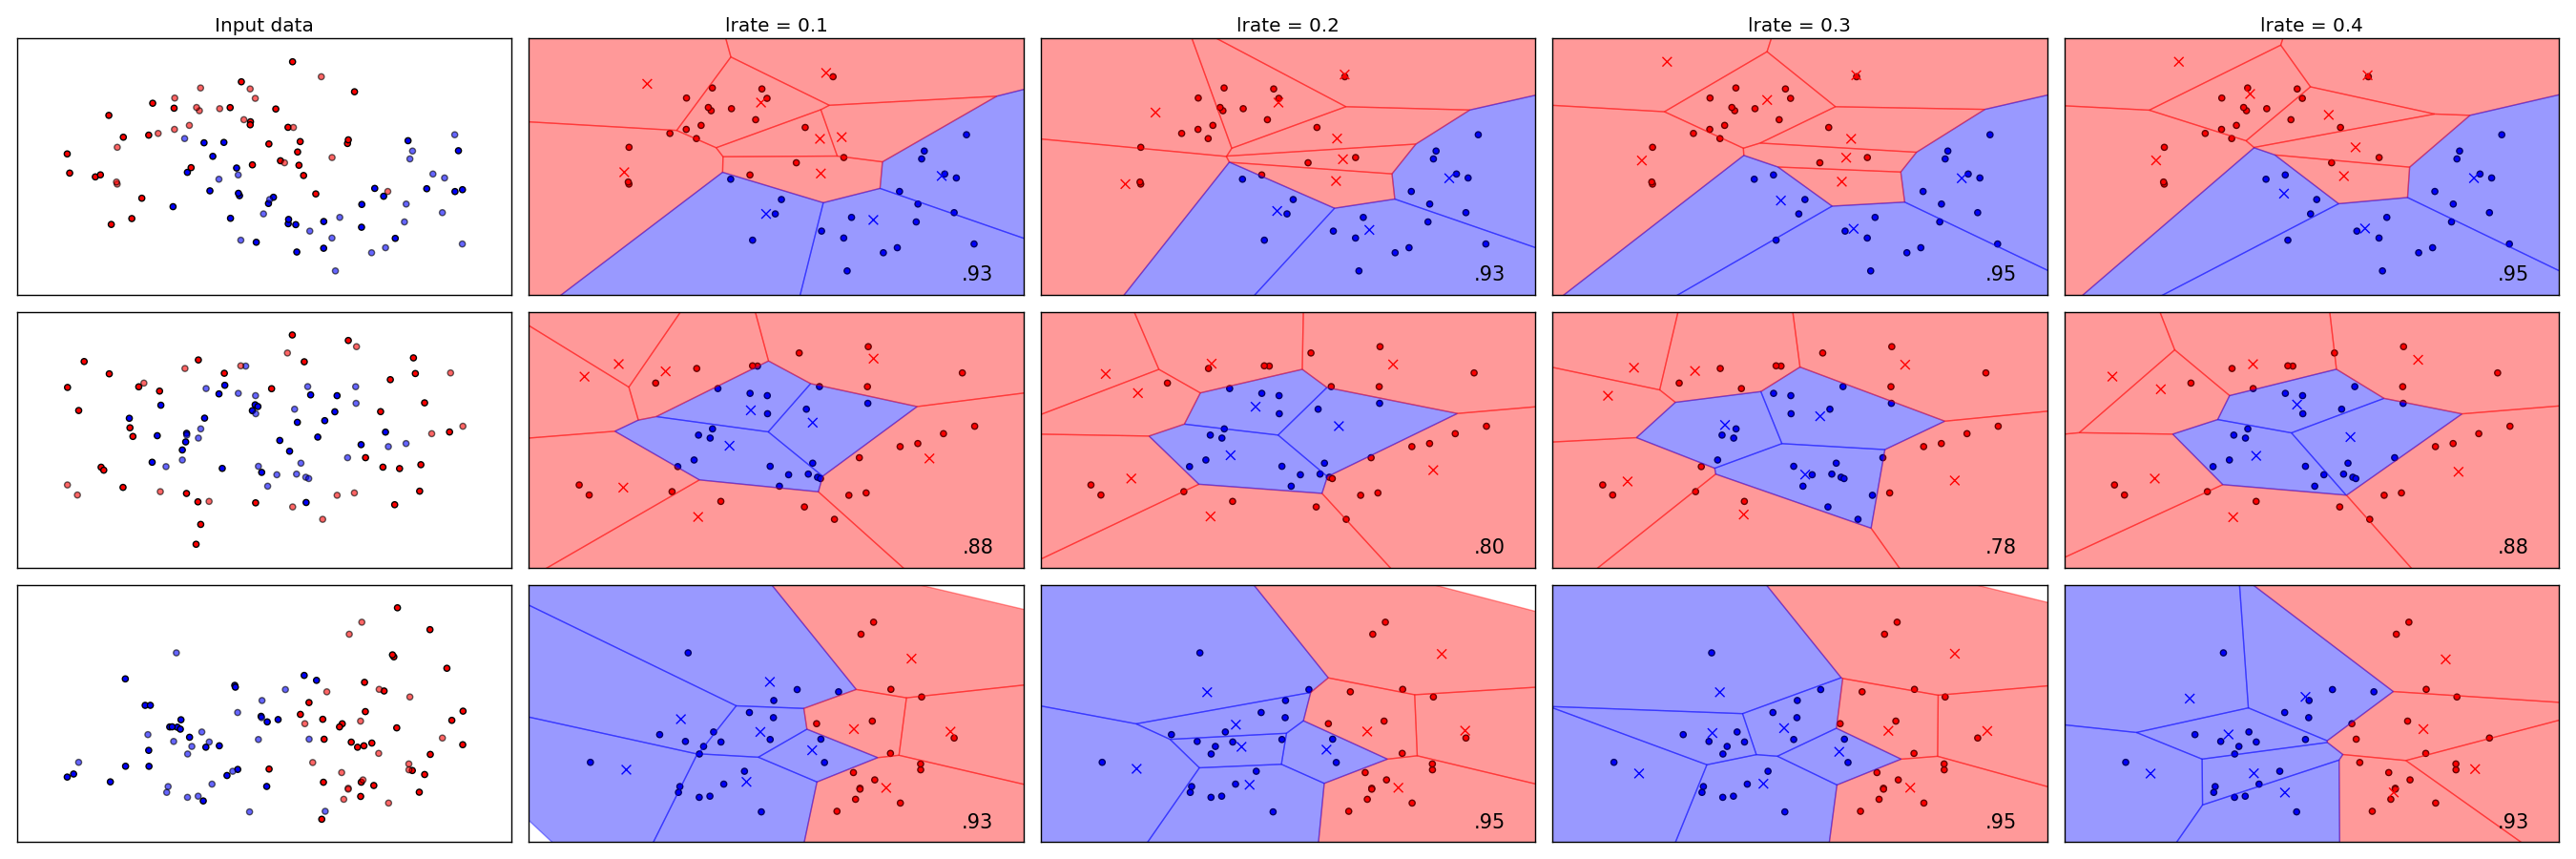 Input data
lrate = 0.1
lrate = 0.2
lrate = 0.3
lrate = 0.4
.93
.93
.95
.95
.88
.80
.78
.88
.93
.95
.95
.93